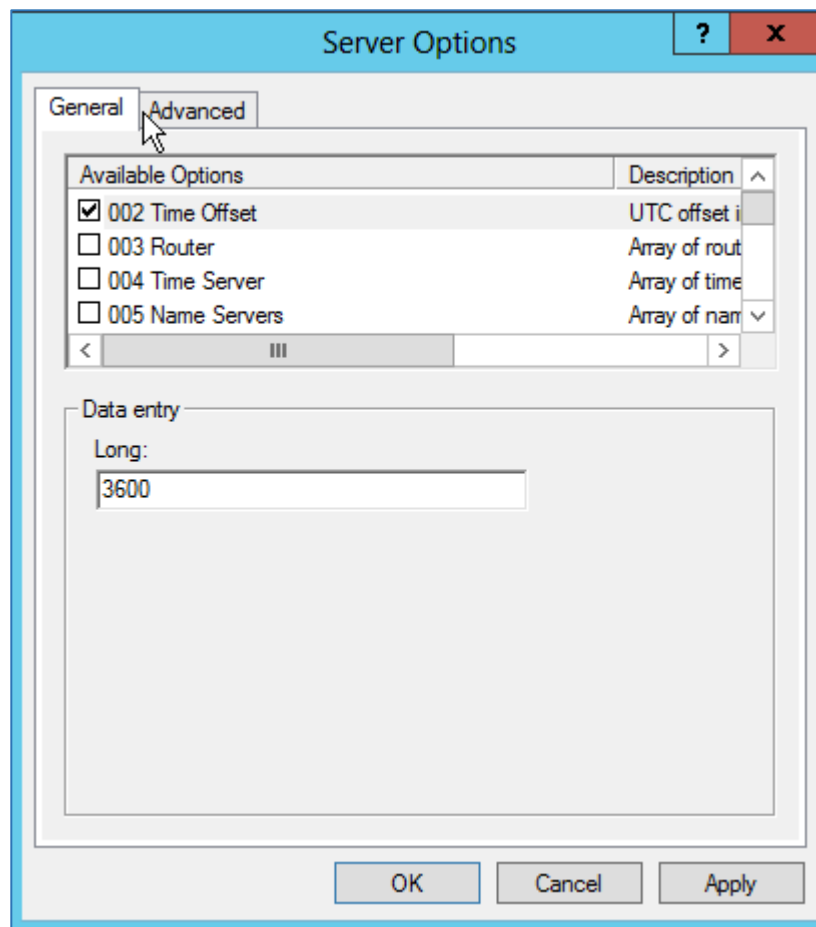 Server Options
General Advanced
Available Options Description
002 Time Offset UTC offset i
003 Router Array of rout
004 Time Server Array of time
005 Name Servers Array of nam
Data entry
Long:
3600
OK Cancel Apply